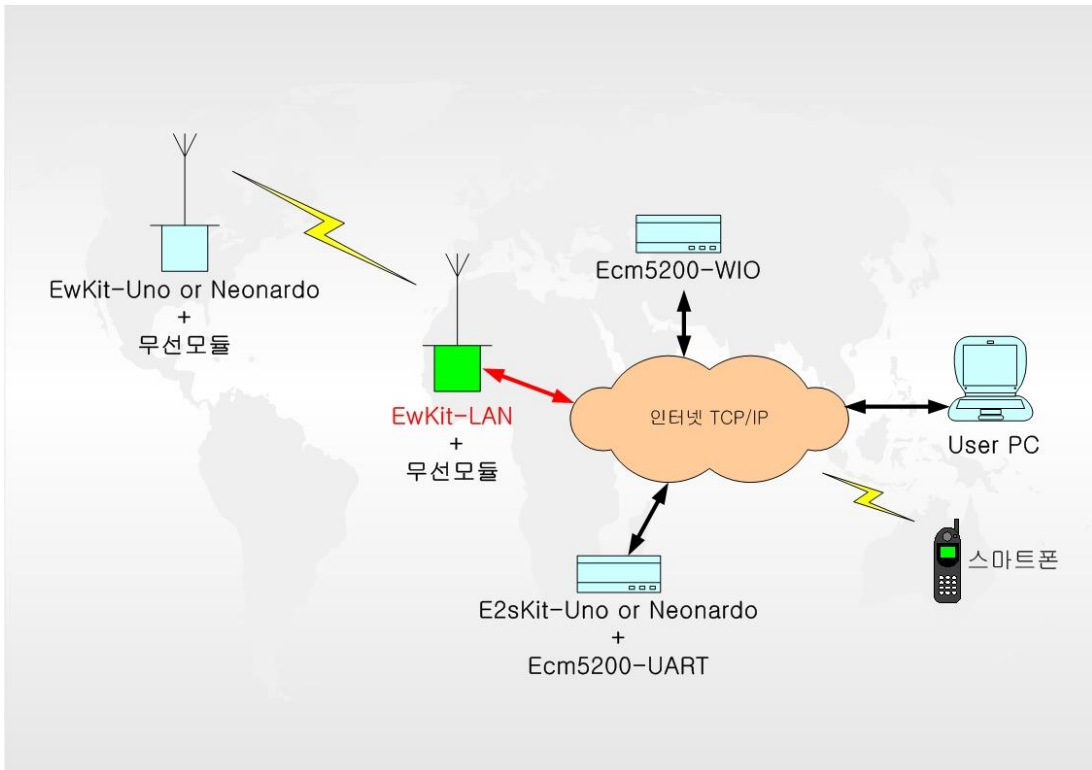 EwKit-Uno or Neonardo
+
무선모듈
EwKit-LAN
+
무선모듈
Ecm5200-WIO
인터넷 TCP/IP
User PC
스마트폰
E2sKit-Uno or Neonardo
+
Ecm5200-UART